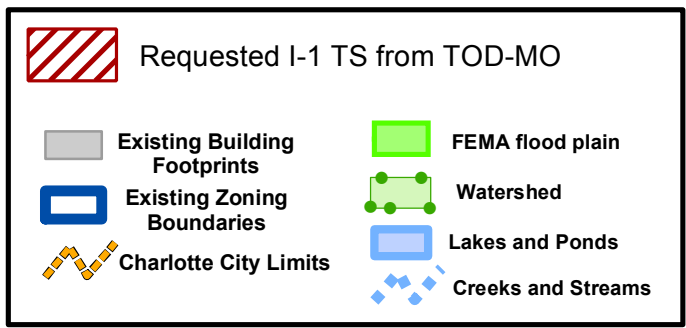 Requested I-1 TS from TOD-MO
Existing Building
Footprints
Existing Zoning
Boundaries
Charlotte City Limits
FEMA flood plain
Watershed
Lakes and Ponds
Creeks and Streams